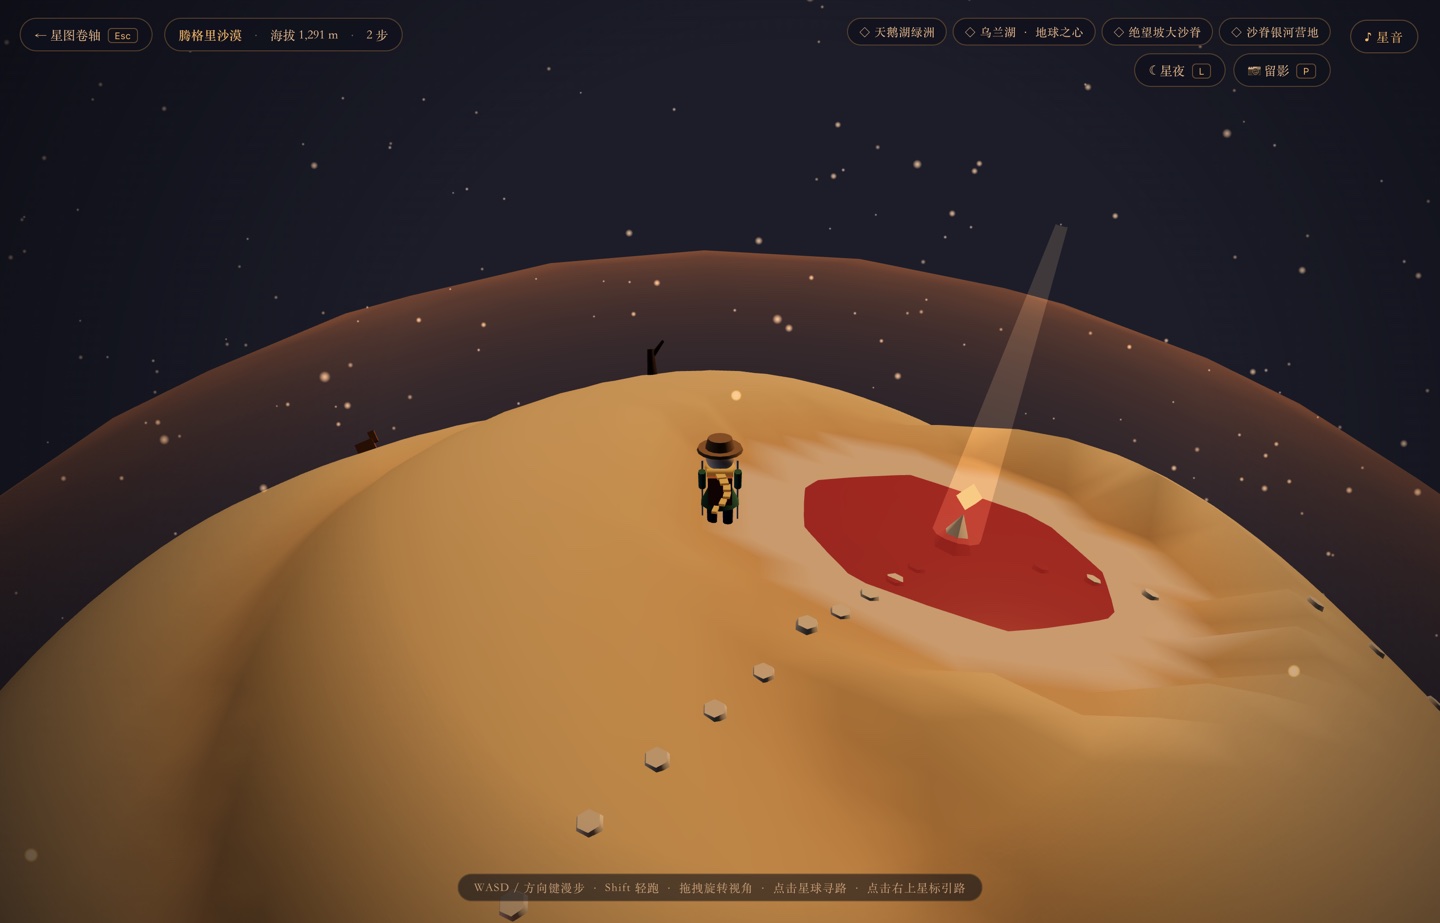 ← 星图卷轴 Esc
腾格里沙漠 · 海拔 1,291 m · 2 步
◇ 天鹅湖绿洲
◇ 乌兰湖 · 地球之心
◇ 绝望坡大沙脊
◇ 沙脊银河营地
♪ 星音
☾ 星夜 L
📷 留影 P
WASD / 方向键漫步 · Shift 轻跑 · 拖拽旋转视角 · 点击星球寻路 · 点击右上星标引路